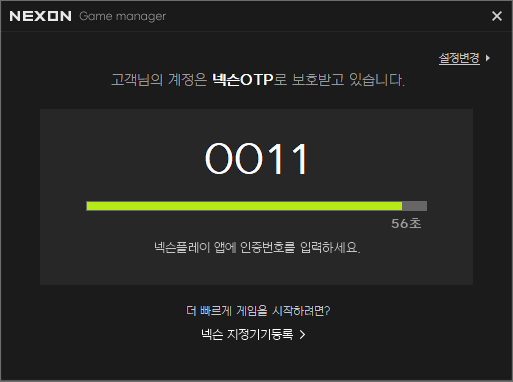 NEXON Game manager
설정변경
고객님의 계정은 넥슨OTP로 보호받고 있습니다.
0011
56초
넥슨플레이 앱에 인증번호를 입력하세요.
더 빠르게 게임을 시작하려면?
넥슨 지정기기등록